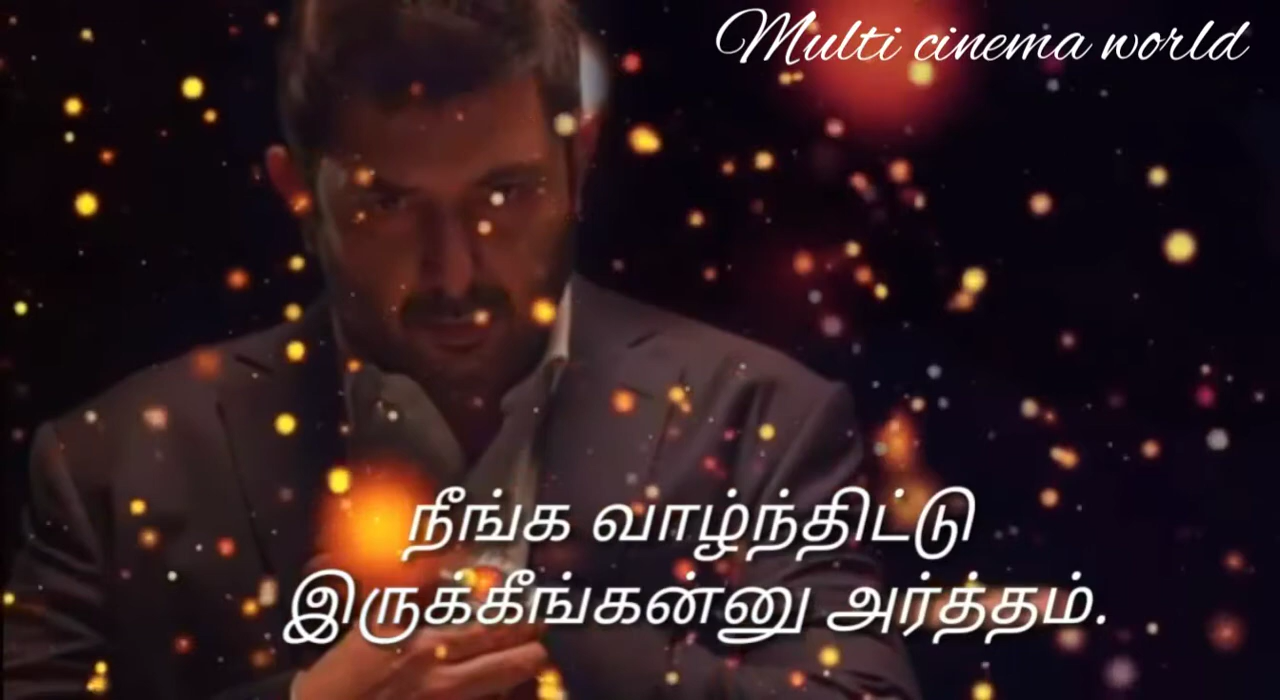 Multi cinema world
நீங்க வாழ்ந்திட்டு
இருக்கீங்கன்னு அர்த்தம்.